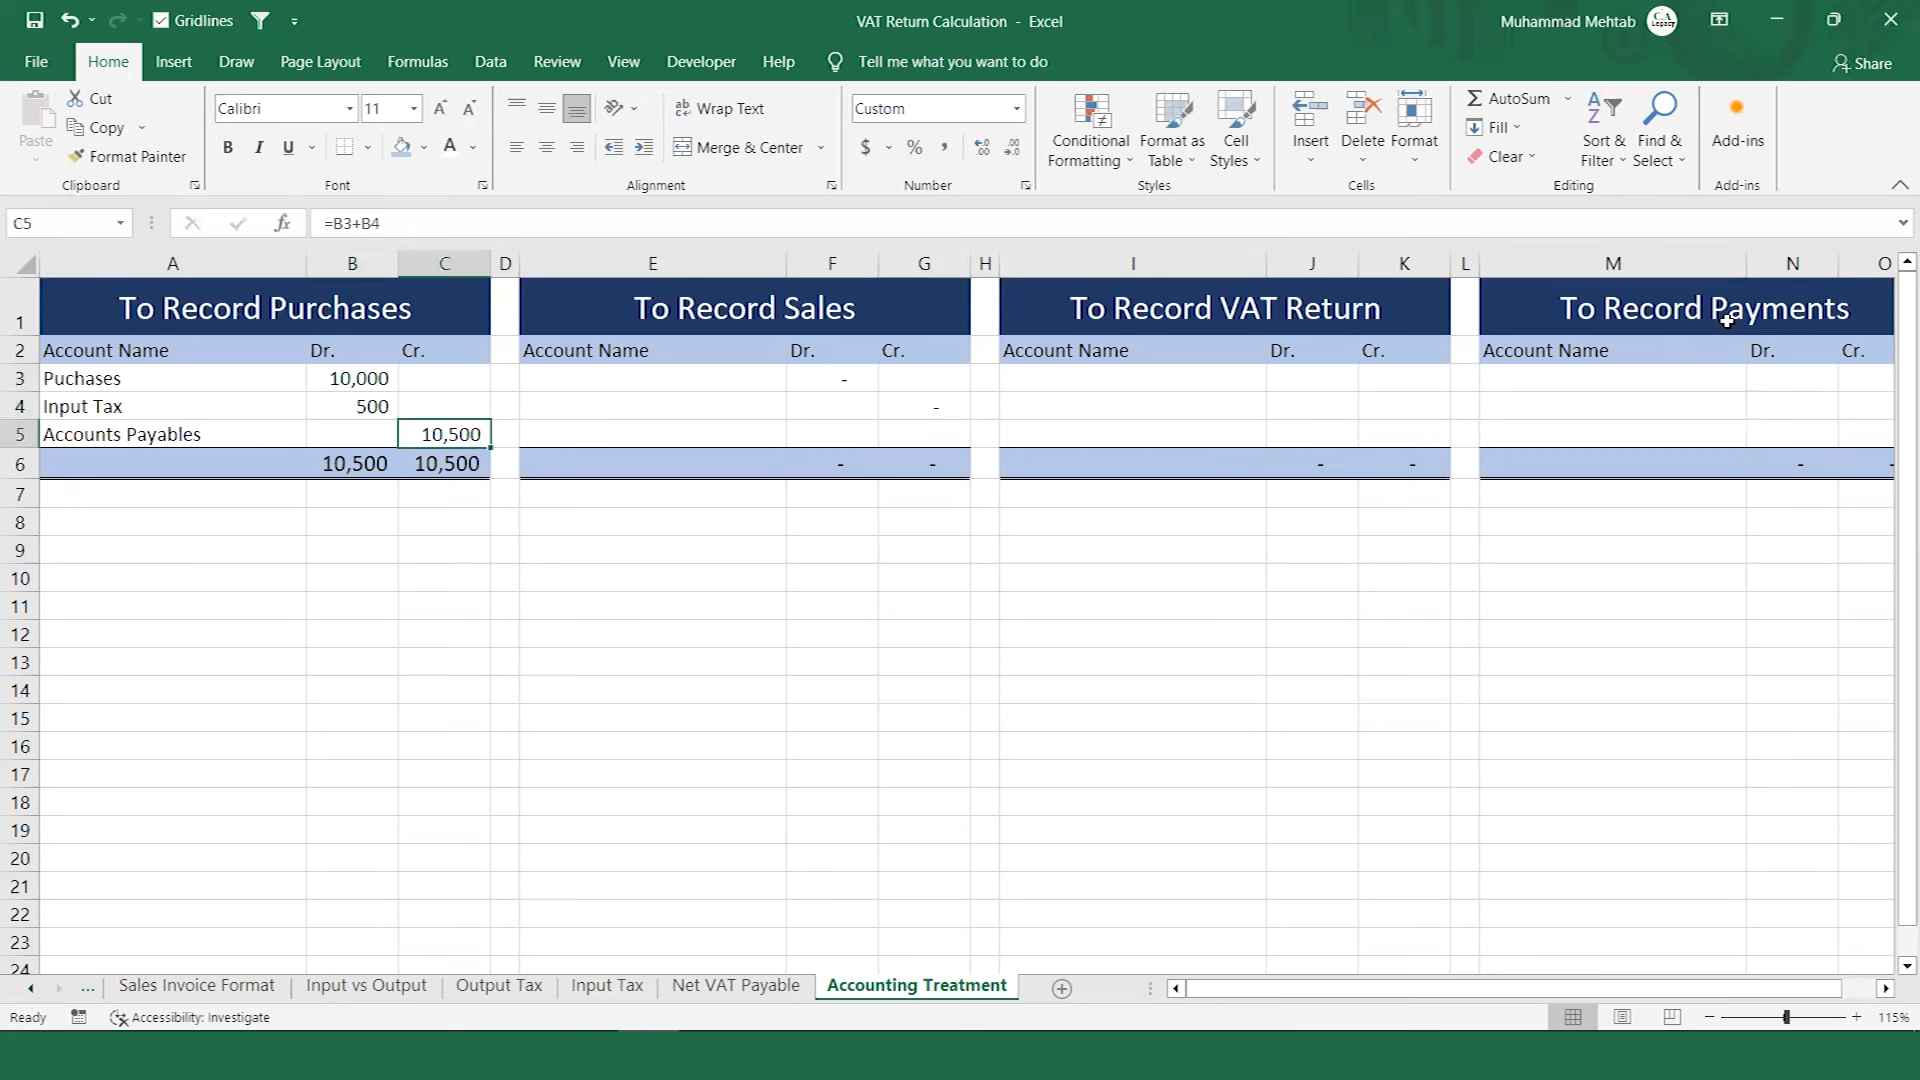 Gridlines
VAT Return Calculation - Excel
Muhammad Mehtab
File Home Insert Draw Page Layout Formulas Data Review View Developer Help Tell me what you want to do
Share
Paste
Cut
Copy
Format Painter
Clipboard
Calibri 11
B I U
Font
Wrap Text
Merge & Center
Alignment
Custom
$ % ,
Number
Conditional Formatting
Format as Table
Cell Styles
Styles
Insert Delete Format
Cells
AutoSum
Fill
Clear
Sort & Filter
Find & Select
Editing
Add-ins
Add-ins
C5 fx =B3+B4
A B C D E F G H I J K L M N O
1 To Record Purchases To Record Sales To Record VAT Return To Record Payments
2 Account Name Dr. Cr. Account Name Dr. Cr. Account Name Dr. Cr. Account Name Dr. Cr.
3 Puchases 10,000 -
4 Input Tax 500 -
5 Accounts Payables 10,500
6 10,500 10,500 - - - - - -
7
8
9
10
11
12
13
14
15
16
17
18
19
20
21
22
23
24
... Sales Invoice Format Input vs Output Output Tax Input Tax Net VAT Payable Accounting Treatment
Ready Accessibility: Investigate 115%